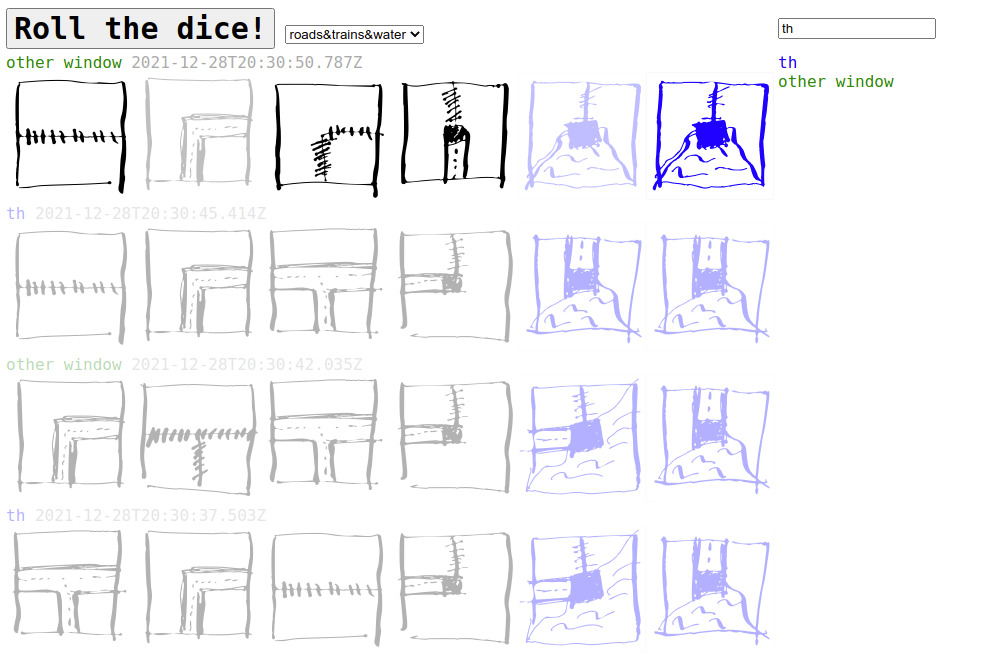 Roll the dice! roads&trains&water th
other window 2021-12-28T20:30:50.787Z th
other window
th 2021-12-28T20:30:45.414Z
other window 2021-12-28T20:30:42.035Z
th 2021-12-28T20:30:37.503Z